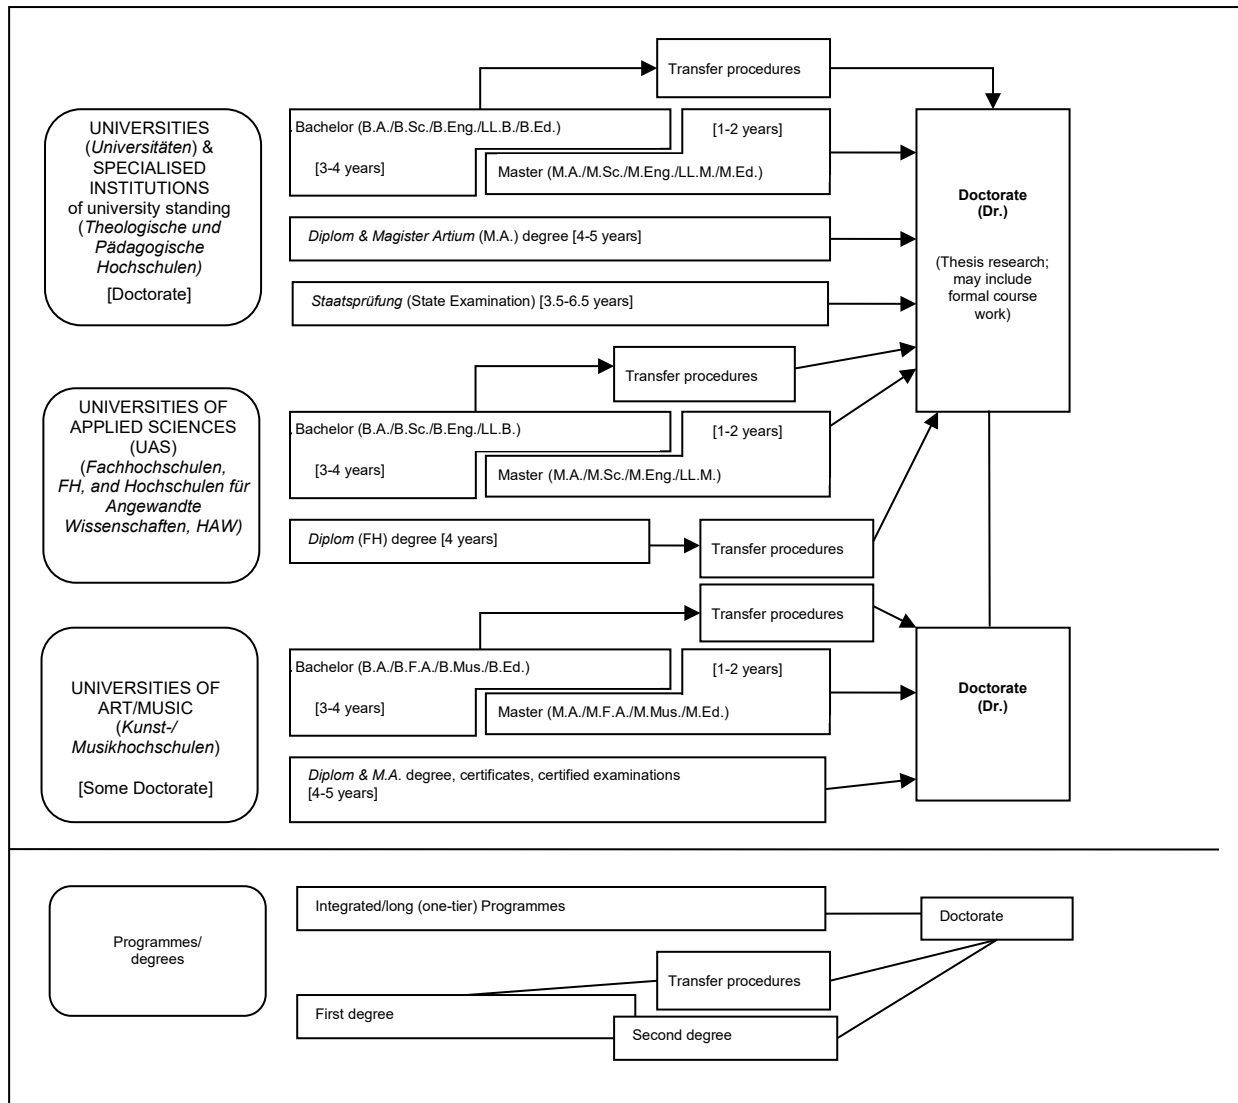 Transfer procedures
UNIVERSITIES
(Universitäten) &
SPECIALISED
INSTITUTIONS
of university standing
(Theologische und
Pädagogische
Hochschulen)
[Doctorate]
. Bachelor (B.A./B.Sc./B.Eng./LL.B./B.Ed.)
[3-4 years]
[1-2 years]
Master (M.A./M.Sc./M.Eng./LL.M./M.Ed.)
Diplom & Magister Artium (M.A.) degree [4-5 years]
Staatsprüfung (State Examination) [3.5-6.5 years]
Doctorate
(Dr.)
(Thesis research;
may include
formal course
work)
Transfer procedures
UNIVERSITIES OF
APPLIED SCIENCES
(UAS)
(Fachhochschulen,
FH, and Hochschulen für
Angewandte
Wissenschaften, HAW)
. Bachelor (B.A./B.Sc./B.Eng./LL.B.)
[3-4 years]
[1-2 years]
Master (M.A./M.Sc./M.Eng./LL.M.)
Diplom (FH) degree [4 years]
Transfer procedures
Transfer procedures
UNIVERSITIES OF
ART/MUSIC
(Kunst-/
Musikhochschulen)
[Some Doctorate]
. Bachelor (B.A./B.F.A./B.Mus./B.Ed.)
[3-4 years]
[1-2 years]
Master (M.A./M.F.A./M.Mus./M.Ed.)
Diplom & M.A. degree, certificates, certified examinations
[4-5 years]
Doctorate
(Dr.)
Programmes/
degrees
Integrated/long (one-tier) Programmes
Doctorate
Transfer procedures
First degree
Second degree